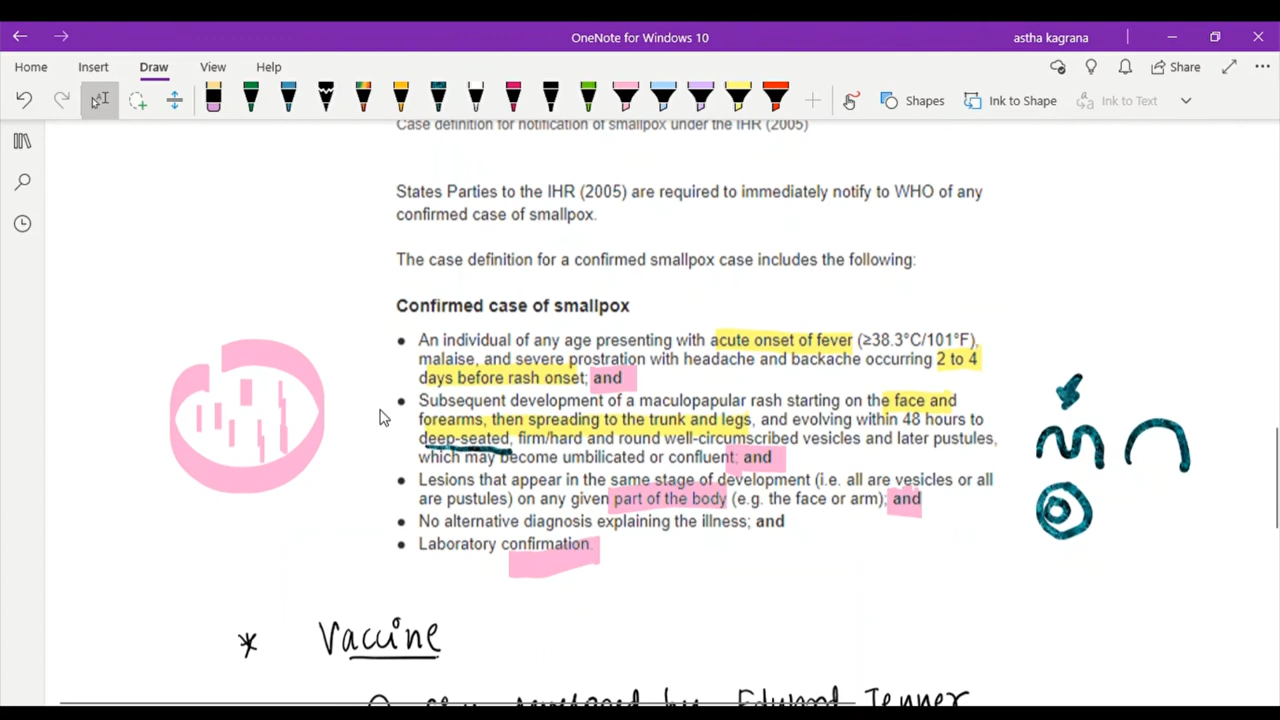 OneNote for Windows 10
astha kagrana
Home Insert Draw View Help
Share
Shapes
Ink to Shape
Ink to Text
Case definition for notification of smallpox under the IHR (2005)
States Parties to the IHR (2005) are required to immediately notify to WHO of any
confirmed case of smallpox.
The case definition for a confirmed smallpox case includes the following:
Confirmed case of smallpox
• An individual of any age presenting with acute onset of fever (≥38.3°C/101°F),
malaise, and severe prostration with headache and backache occurring 2 to 4
days before rash onset; and
• Subsequent development of a maculopapular rash starting on the face and
forearms, then spreading to the trunk and legs, and evolving within 48 hours to
deep-seated, firm/hard and round well-circumscribed vesicles and later pustules,
which may become umbilicated or confluent; and
• Lesions that appear in the same stage of development (i.e. all are vesicles or all
are pustules) on any given part of the body (e.g. the face or arm); and
• No alternative diagnosis explaining the illness; and
• Laboratory confirmation.
* Vaccine
developed by Edward Jenner